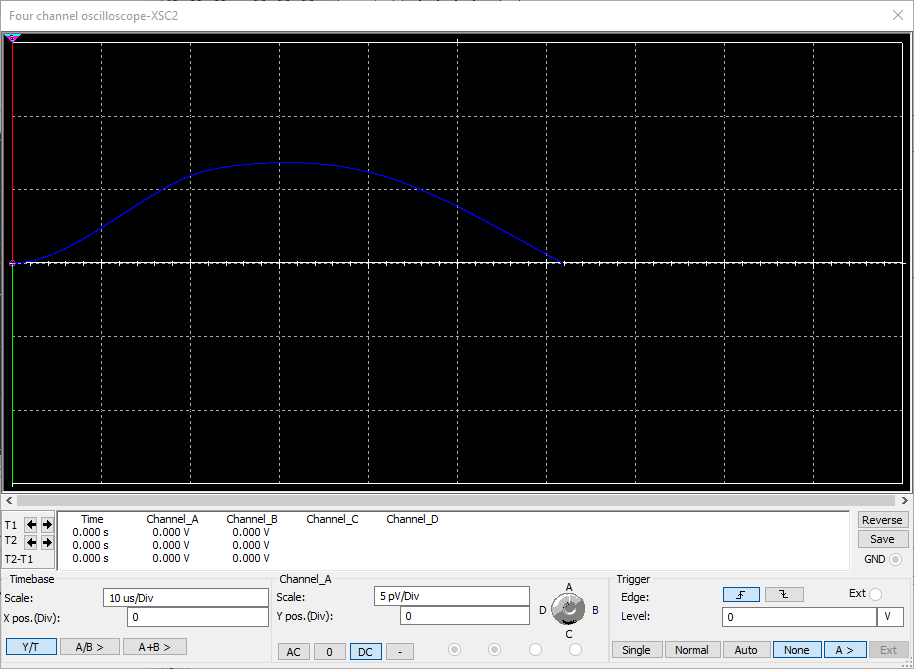 Four channel oscilloscope-XSC2
Time Channel_A Channel_B Channel_C Channel_D
T1 0.000 s 0.000 V 0.000 V
T2 0.000 s 0.000 V 0.000 V
T2-T1 0.000 s 0.000 V 0.000 V
Reverse
Save
GND
Timebase
Scale: 10 us/Div
X pos.(Div): 0
Y/T A/B > A+B >
Channel_A
Scale: 5 pV/Div
Y pos.(Div): 0
AC 0 DC -
A
D B
C
Trigger
Edge: Ext
Level: 0 V
Single Normal Auto None A > Ext